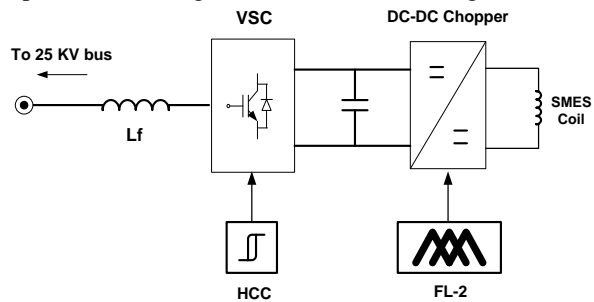 VSC
DC-DC Chopper
To 25 KV bus
Lf
SMES
Coil
HCC
FL-2